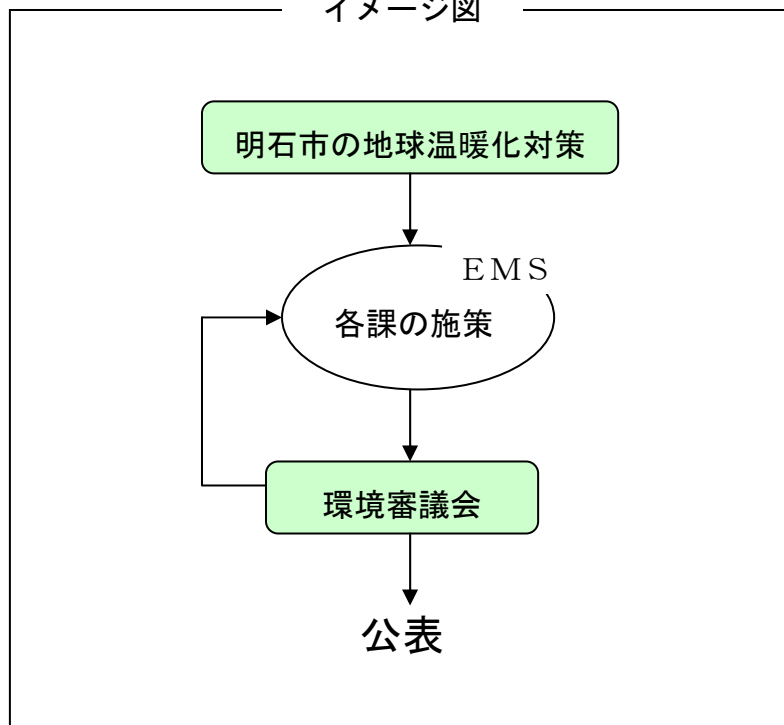 イメージ図
明石市の地球温暖化対策
ＥＭＳ
各課の施策
環境審議会
公表